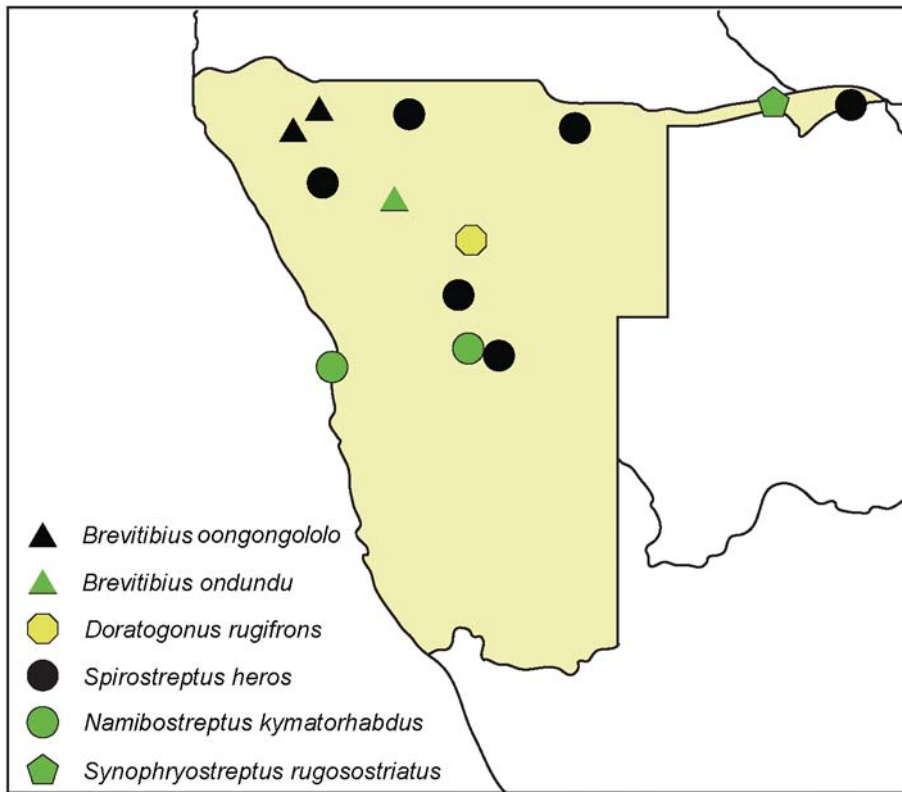 Brevitibius oongongololo
Brevitibius ondundu
Doratogonus rugifrons
Spirostreptus heros
Namibostreptus kymatorhabdus
Synophryostreptus rugosostriatus